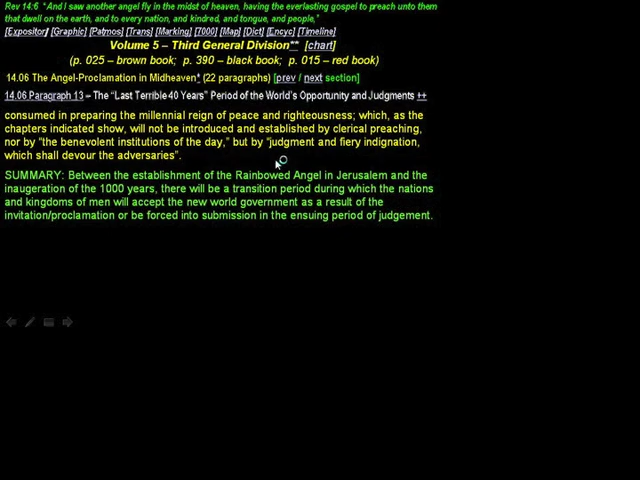 Rev 14:6 "And I saw another angel fly in the midst of heaven, having the everlasting gospel to preach unto them
that dwell on the earth, and to every nation, and kindred, and tongue, and people,"
[Expositor] [Graphic] [Patmos] [Trans] [Marking] [7000] [Map] [Dict] [Encyc] [Timeline]
Volume 5 – Third General Division** [chart]
(p. 025 – brown book; p. 390 – black book; p. 015 – red book)
14.06 The Angel-Proclamation in Midheaven* (22 paragraphs) [prev / next section]
14.06 Paragraph 13 – The "Last Terrible 40 Years" Period of the World's Opportunity and Judgments ++
consumed in preparing the millennial reign of peace and righteousness; which, as the
chapters indicated show, will not be introduced and established by clerical preaching,
nor by "the benevolent institutions of the day," but by "judgment and fiery indignation,
which shall devour the adversaries".
SUMMARY: Between the establishment of the Rainbowed Angel in Jerusalem and the
inauguration of the 1000 years, there will be a transition period during which the nations
and kingdoms of men will accept the new world government as a result of the
invitation/proclamation or be forced into submission in the ensuing period of judgement.